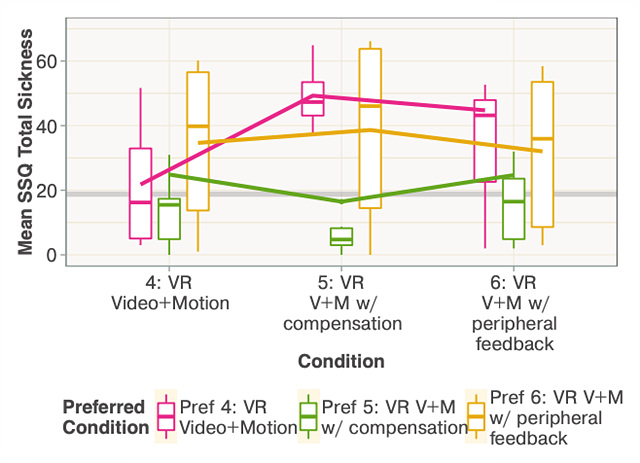 Mean SSQ Total Sickness
60
40
20
0
4: VR
Video+Motion
5: VR
V+M w/
compensation
6: VR
V+M w/
peripheral
feedback
Condition
Preferred
Condition
Pref 4: VR
Video+Motion
Pref 5: VR V+M
w/ compensation
Pref 6: VR V+M
w/ peripheral
feedback